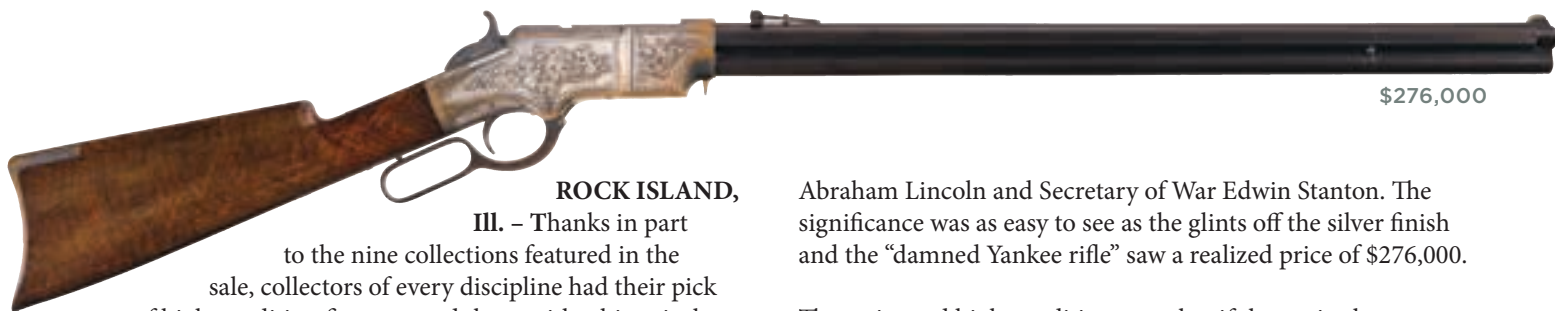 $276,000
ROCK ISLAND,
Ill. – Thanks in part
to the nine collections featured in the
sale, collectors of every discipline had their pick
Abraham Lincoln and Secretary of War Edwin Stanton. The
significance was as easy to see as the glints off the silver finish
and the “damned Yankee rifle” saw a realized price of $276,000.